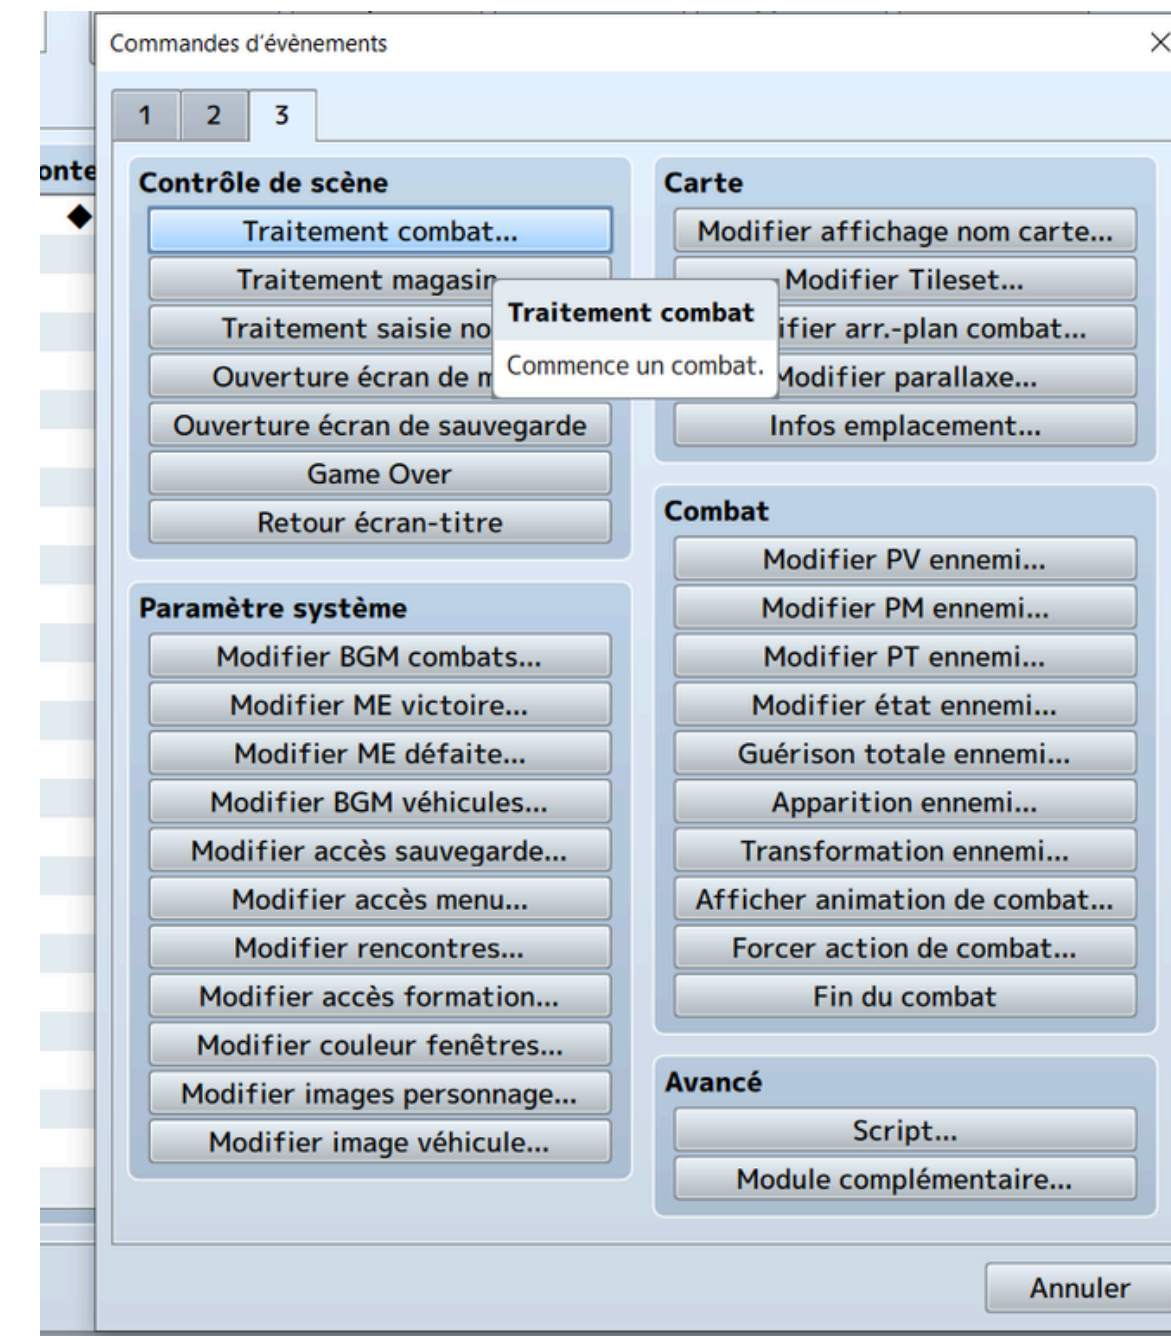 Commandes d'évènements
1 2 3
onte
Contrôle de scène
Traitement combat...
Traitement magasin
Traitement saisie
Ouverture écran de
Ouverture écran de sauvegarde
Game Over
Retour écran-titre
Traitement combat
Commence un combat.
Paramètre système
Modifier BGM combats...
Modifier ME victoire...
Modifier ME défaite...
Modifier BGM véhicules...
Modifier accès sauvegarde...
Modifier accès menu...
Modifier rencontres...
Modifier accès formation...
Modifier couleur fenêtres...
Modifier images personnage...
Modifier image véhicule...
Carte
Modifier affichage nom carte...
Modifier Tileset...
ifier arr.-plan combat...
Modifier parallaxe...
Infos emplacement...
Combat
Modifier PV ennemi...
Modifier PM ennemi...
Modifier PT ennemi...
Modifier état ennemi...
Guérison totale ennemi...
Apparition ennemi...
Transformation ennemi...
Afficher animation de combat...
Forcer action de combat...
Fin du combat
Avancé
Script...
Module complémentaire...
Annuler